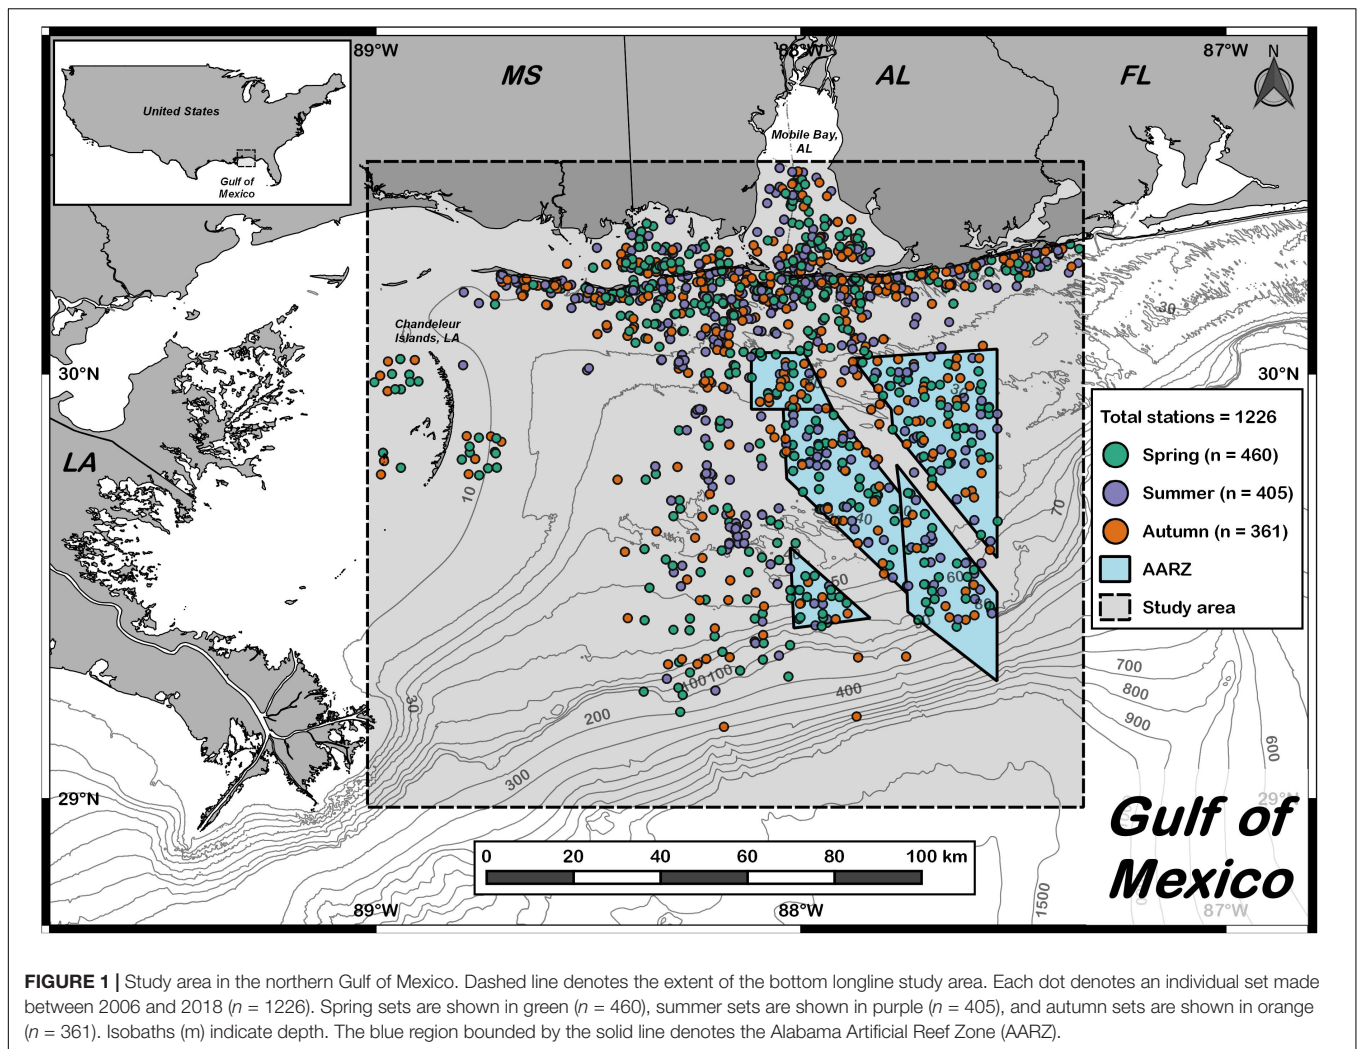 89°W
88°W
87°W
N
MS
AL
FL
United States
Gulf of
Mexico
Mobile Bay,
AL
Chandeleur
Islands, LA
30
30°N
30°N
LA
10
Total stations = 1226
Spring (n = 460)
Summer (n = 405)
Autumn (n = 361)
AARZ
Study area
70
40
50
60
80
90
30
100
100
200
300
400
700
800
900
600
29°N
29°N
Gulf of
Mexico
0 20 40 60 80 100 km
1500
89°W
88°W
87°W
FIGURE 1 | Study area in the northern Gulf of Mexico. Dashed line denotes the extent of the bottom longline study area. Each dot denotes an individual set made
between 2006 and 2018 (n = 1226). Spring sets are shown in green (n = 460), summer sets are shown in purple (n = 405), and autumn sets are shown in orange
(n = 361). Isobaths (m) indicate depth. The blue region bounded by the solid line denotes the Alabama Artificial Reef Zone (AARZ).